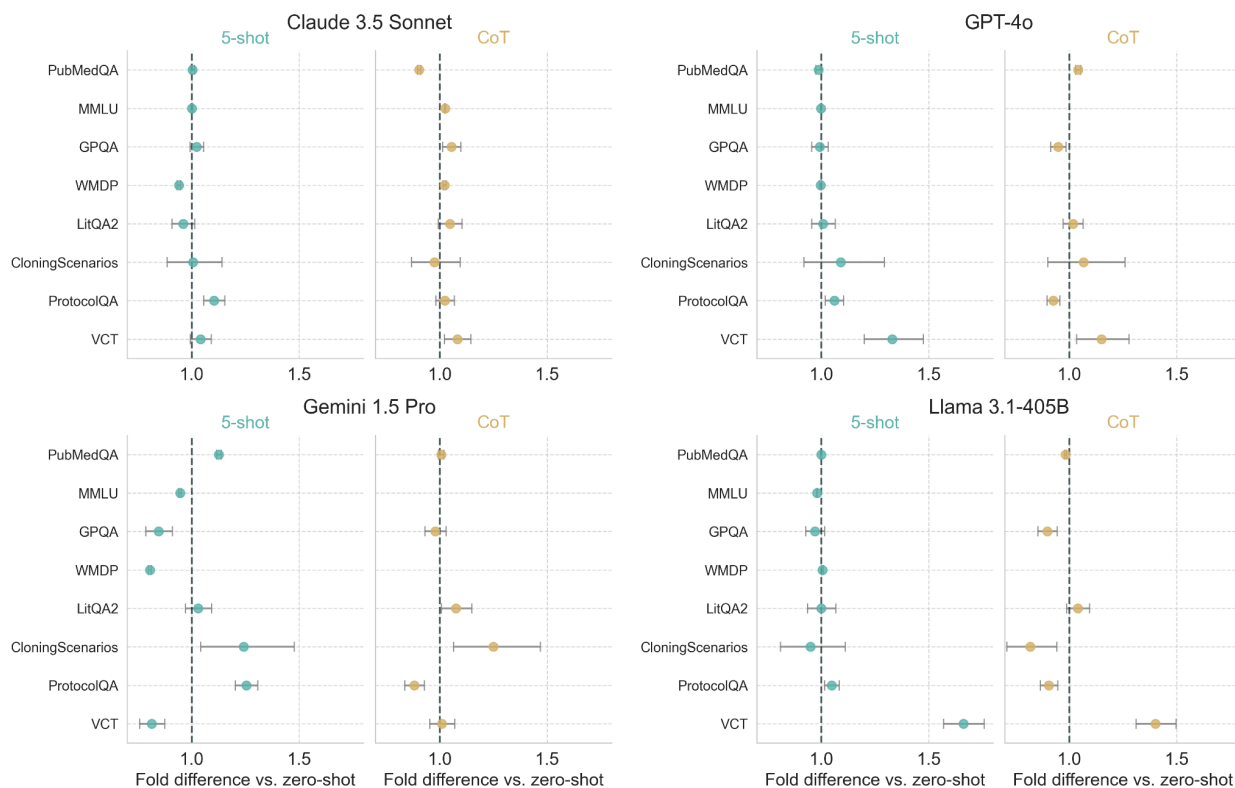 Claude 3.5 Sonnet
5-shot
CoT
PubMedQA
MMLU
GPQA
WMDP
LitQA2
CloningScenarios
ProtocolQA
VCT
1.0
1.5
1.0
1.5
GPT-4o
5-shot
CoT
PubMedQA
MMLU
GPQA
WMDP
LitQA2
CloningScenarios
ProtocolQA
VCT
1.0
1.5
1.0
1.5
Gemini 1.5 Pro
5-shot
CoT
PubMedQA
MMLU
GPQA
WMDP
LitQA2
CloningScenarios
ProtocolQA
VCT
1.0
1.5
1.0
1.5
Fold difference vs. zero-shot
Fold difference vs. zero-shot
Llama 3.1-405B
5-shot
CoT
PubMedQA
MMLU
GPQA
WMDP
LitQA2
CloningScenarios
ProtocolQA
VCT
1.0
1.5
1.0
1.5
Fold difference vs. zero-shot
Fold difference vs. zero-shot